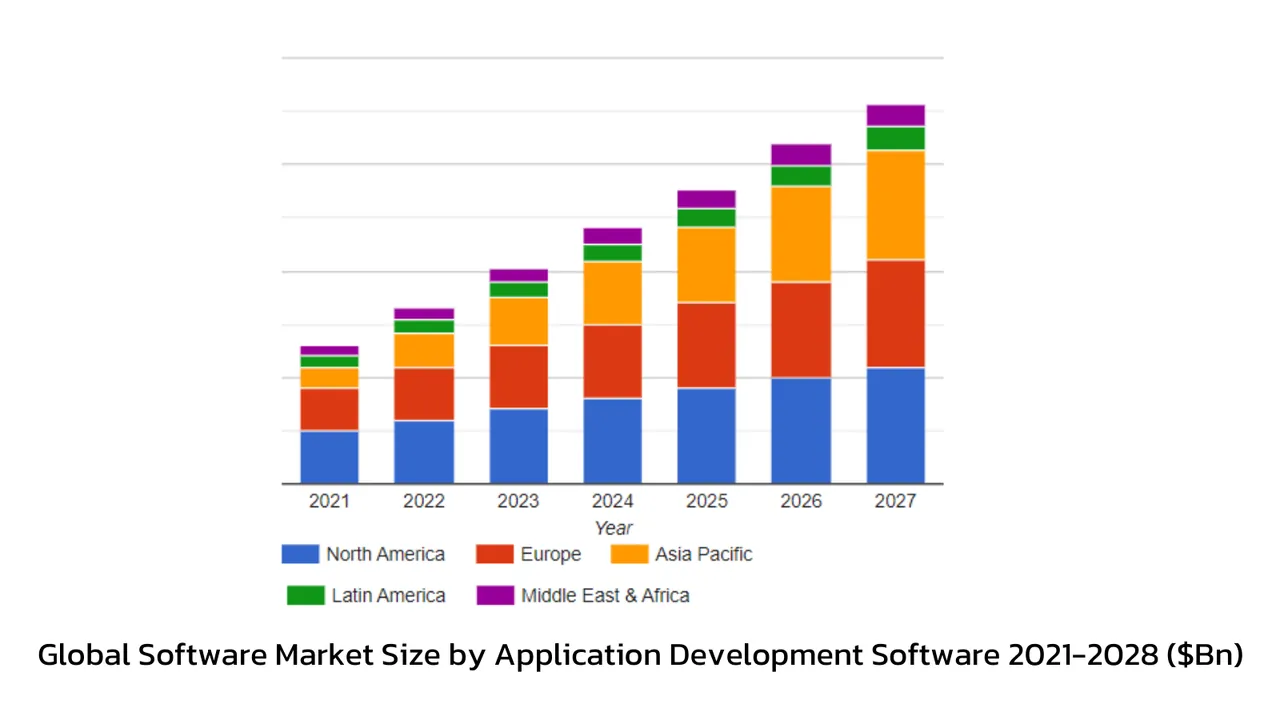 2021 2022 2023 2024 2025 2026 2027
Year
North America Europe Asia Pacific
Latin America Middle East & Africa
Global Software Market Size by Application Development Software 2021-2028 ($Bn)